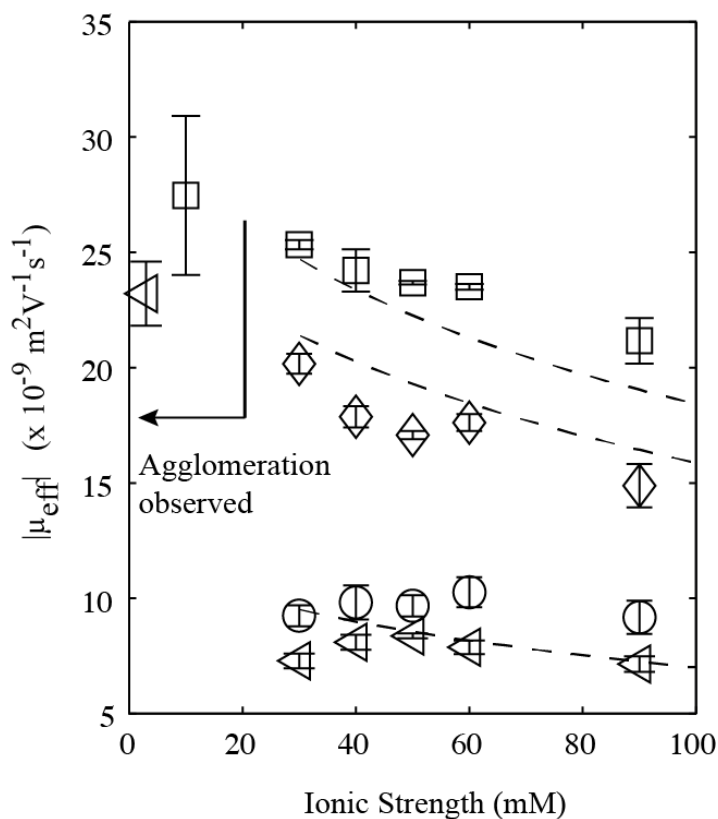 35
30
25
20
15
10
5
|μeff| (x 10⁻⁹ m²V⁻¹s⁻¹)
Agglomeration
observed
0 20 40 60 80 100
Ionic Strength (mM)